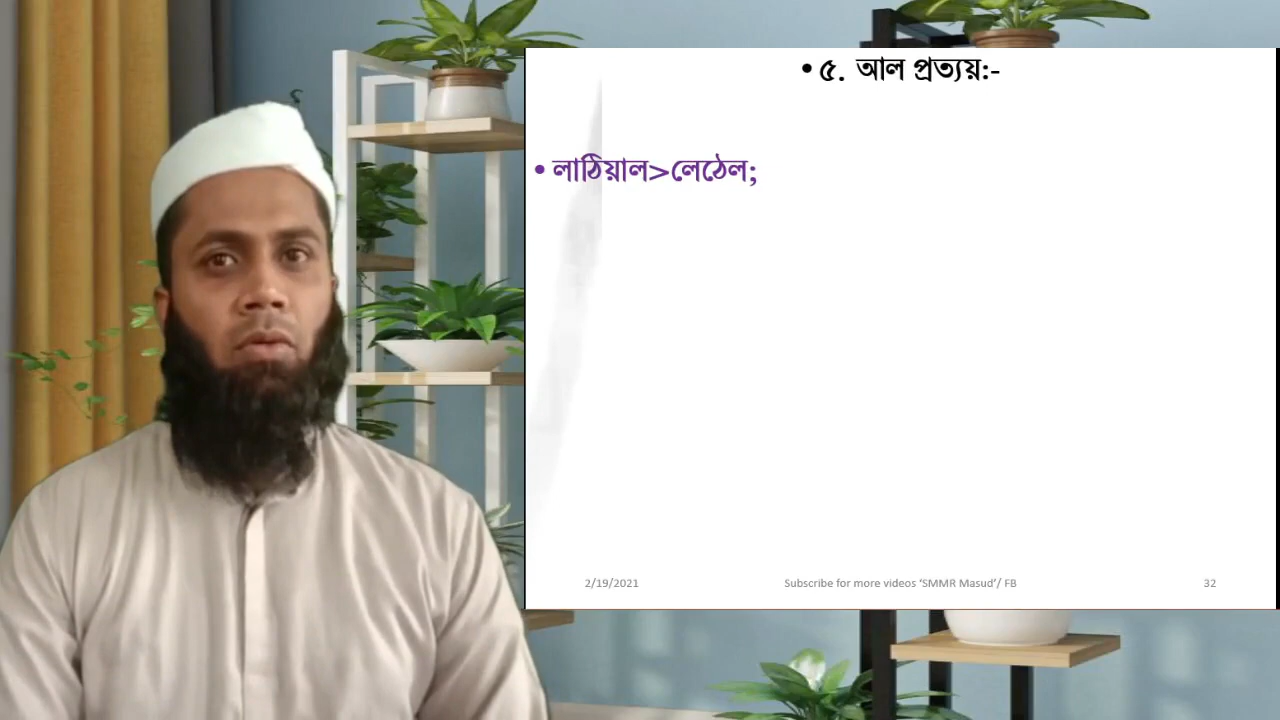 • ৫. আল প্রত্যয়:-
• লাঠিয়াল>লেঠেল;
2/19/2021 Subscribe for more videos ‘SMMR Masud’/ FB 32